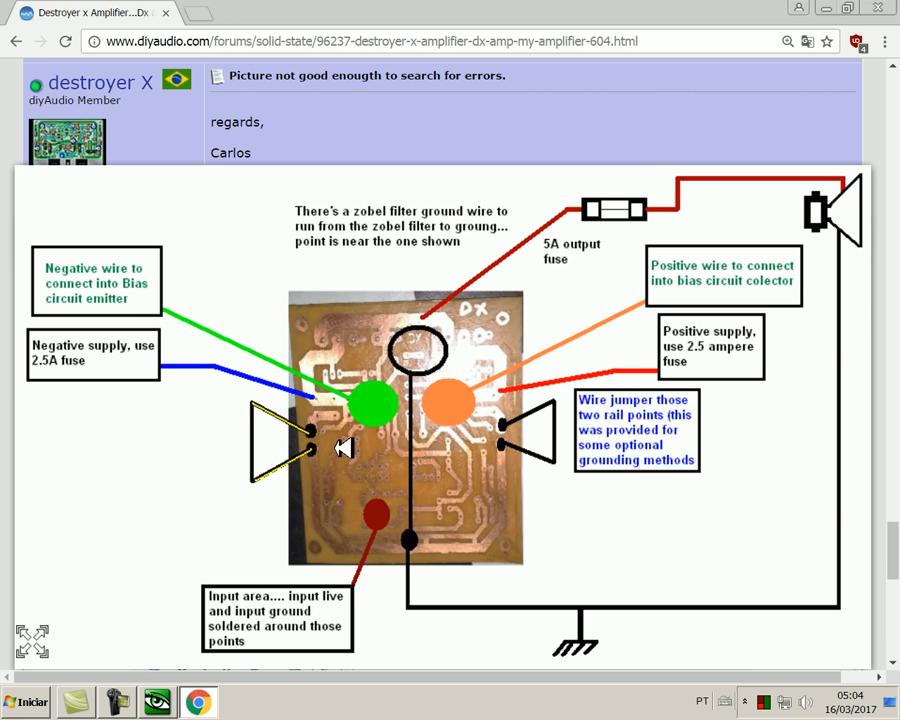 Destroyer x Amplifier...Dx
www.diyaudio.com/forums/solid-state/96237-destroyer-x-amplifier-dx-amp-my-amplifier-604.html
4
destroyer X
diyAudio Member
Picture not good enougth to search for errors.
regards,
Carlos
There's a zobel filter ground wire to
run from the zobel filter to groung...
point is near the one shown
5A output
fuse
Negative wire to
connect into Bias
circuit emitter
Positive wire to connect
into bias circuit colector
Negative supply, use
2.5A fuse
Positive supply,
use 2.5 ampere
fuse
DX
Wire jumper those
two rail points (this
was provided for
some optional
grounding methods
Input area.... input live
and input ground
soldered around those
points
Iniciar
PT
05:04
16/03/2017